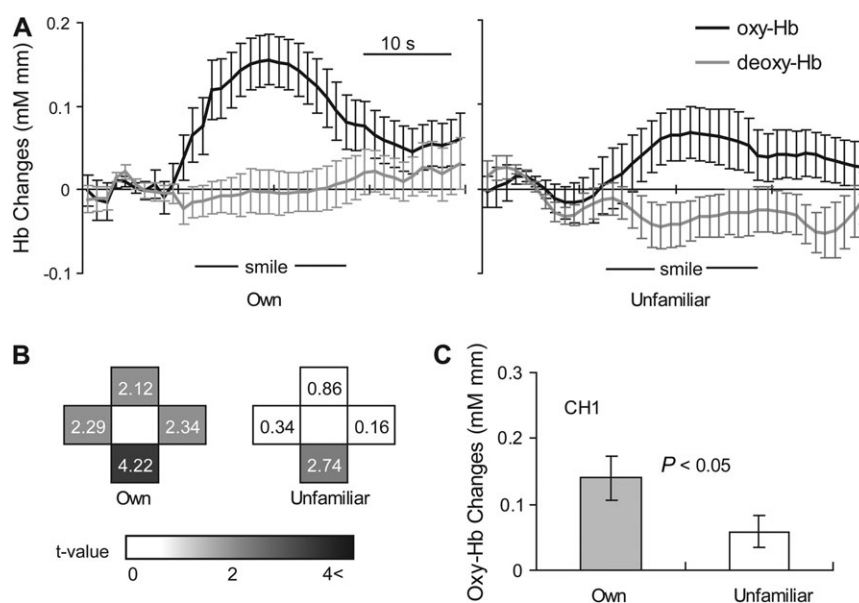 A
Hb Changes (mM mm)
0.2
0.1
0
-0.1
10 s
oxy-Hb
deoxy-Hb
smile
Own
smile
Unfamiliar
B
2.12
2.29
2.34
4.22
Own
0.86
0.34
0.16
2.74
Unfamiliar
t-value
0 2 4<
C
Oxy-Hb Changes (mM mm)
0.3
0.2
0.1
0
CH1
P < 0.05
Own Unfamiliar